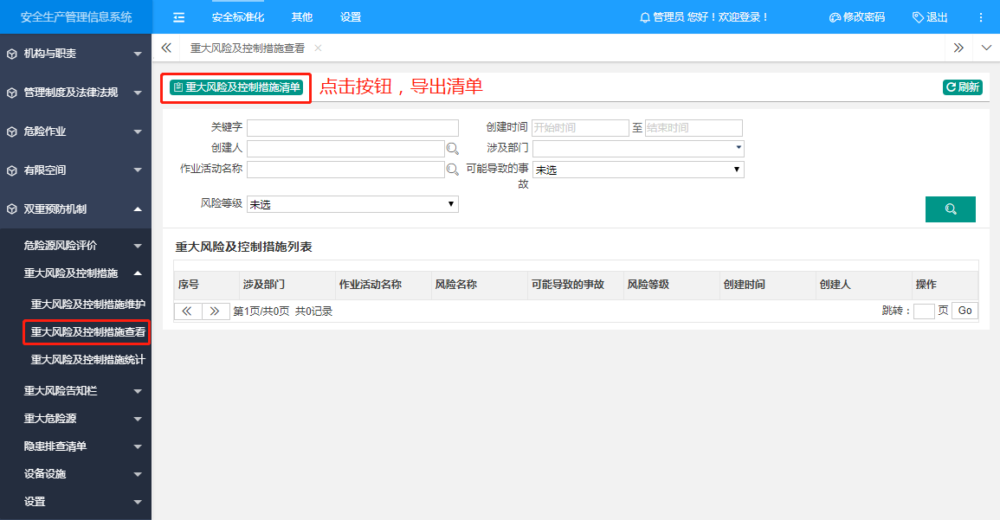 安全生产管理信息系统
安全标准化 其他 设置
管理员 您好！欢迎登录！
修改密码
退出
机构与职责
管理制度及法律法规
危险作业
有限空间
双重预防机制
危险源风险评价
重大风险及控制措施
重大风险及控制措施维护
重大风险及控制措施查看
重大风险及控制措施统计
重大风险告知栏
重大危险源
隐患排查清单
设备设施
设置
重大风险及控制措施查看
重大风险及控制措施清单
点击按钮，导出清单
刷新
关键字
创建时间 开始时间 至 结束时间
创建人
涉及部门
作业活动名称
可能导致的事故 未选
风险等级 未选
重大风险及控制措施列表
序号 涉及部门 作业活动名称 风险名称 可能导致的事故 风险等级 创建时间 创建人 操作
第1页/共0页 共0记录
跳转： 页 Go